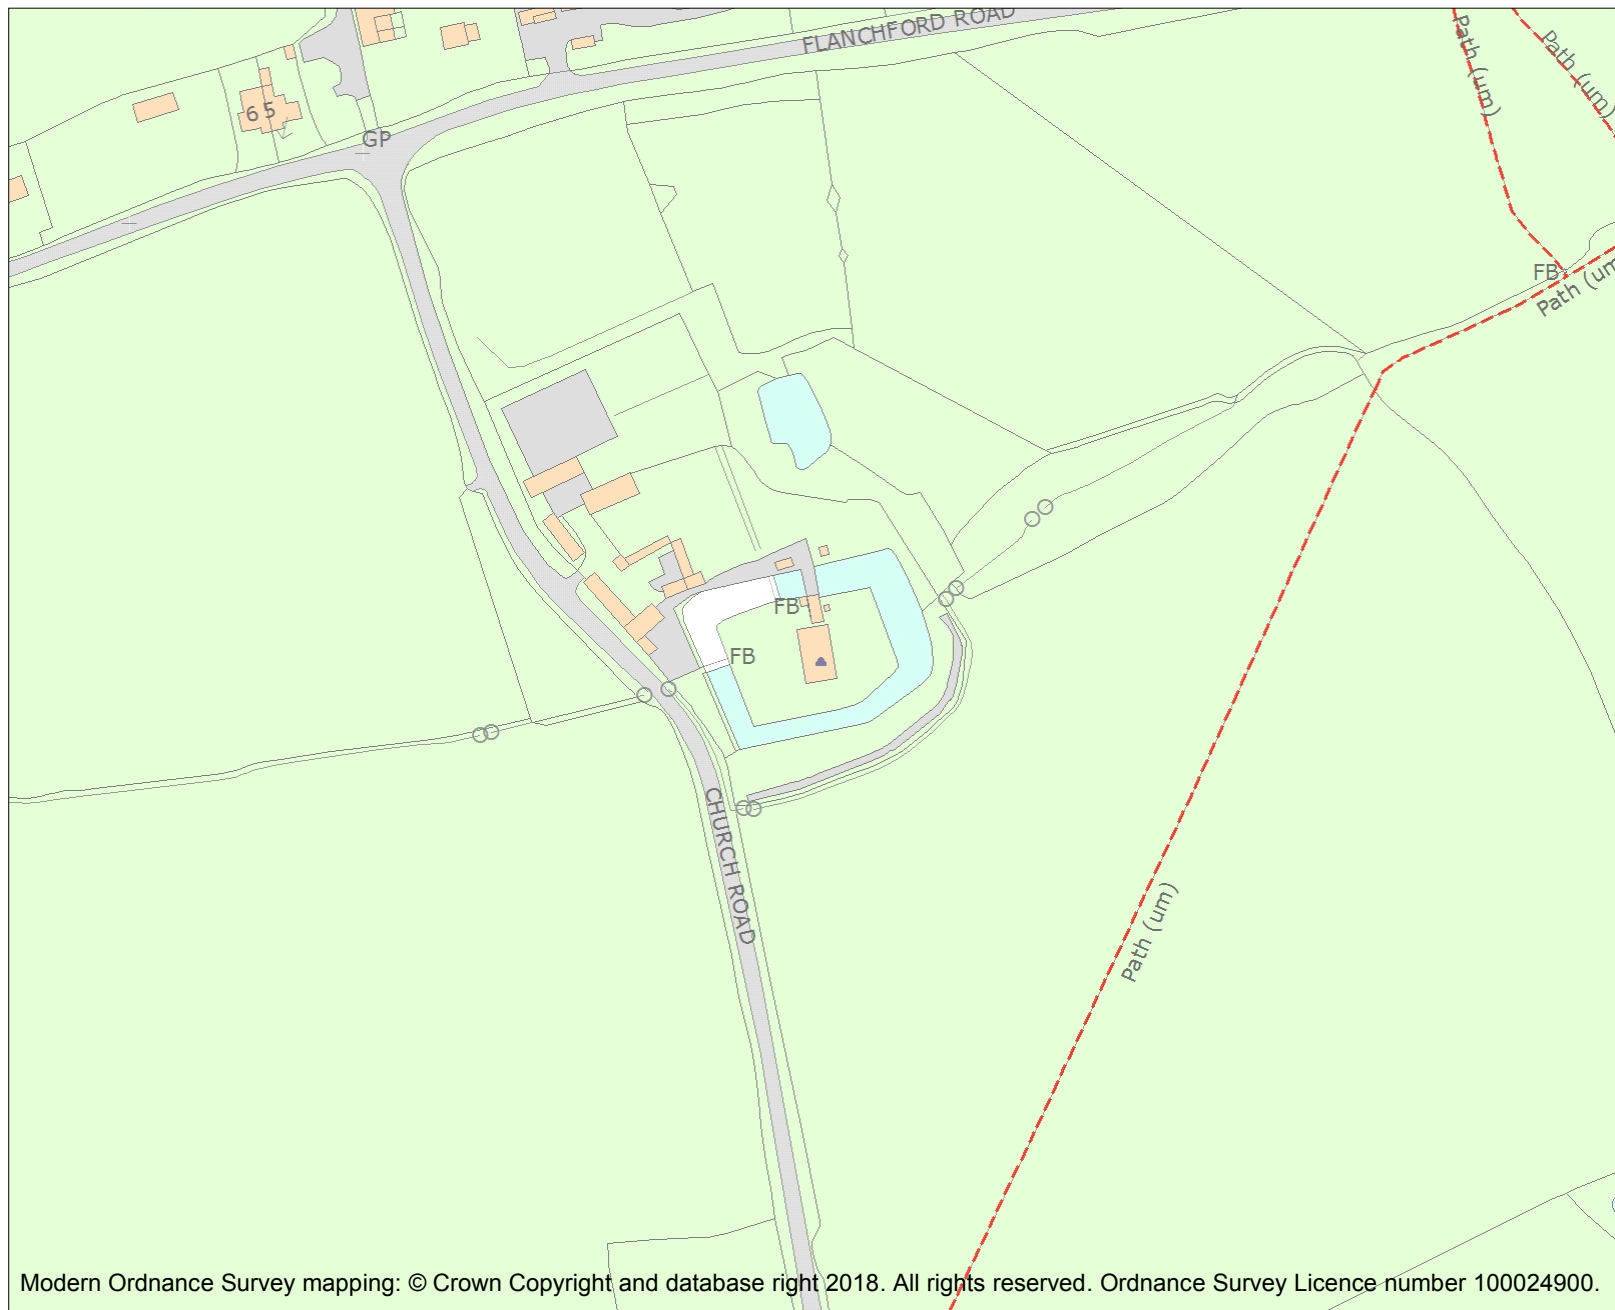 FLANCHFORD ROAD
Path (um)
Path (um)
6 5
GP
FB
Path (um
FB
FB
CHURCH ROAD
Path (um)
Modern Ordnance Survey mapping: © Crown Copyright and database right 2018. All rights reserved. Ordnance Survey Licence number 100024900.